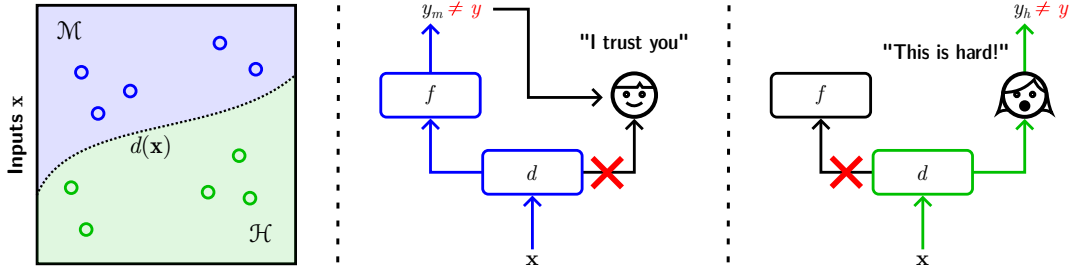 Inputs x
ℳ
d(x)
ℋ
y_m ≠ y
"I trust you"
f
d
x
y_h ≠ y
"This is hard!"
f
d
x